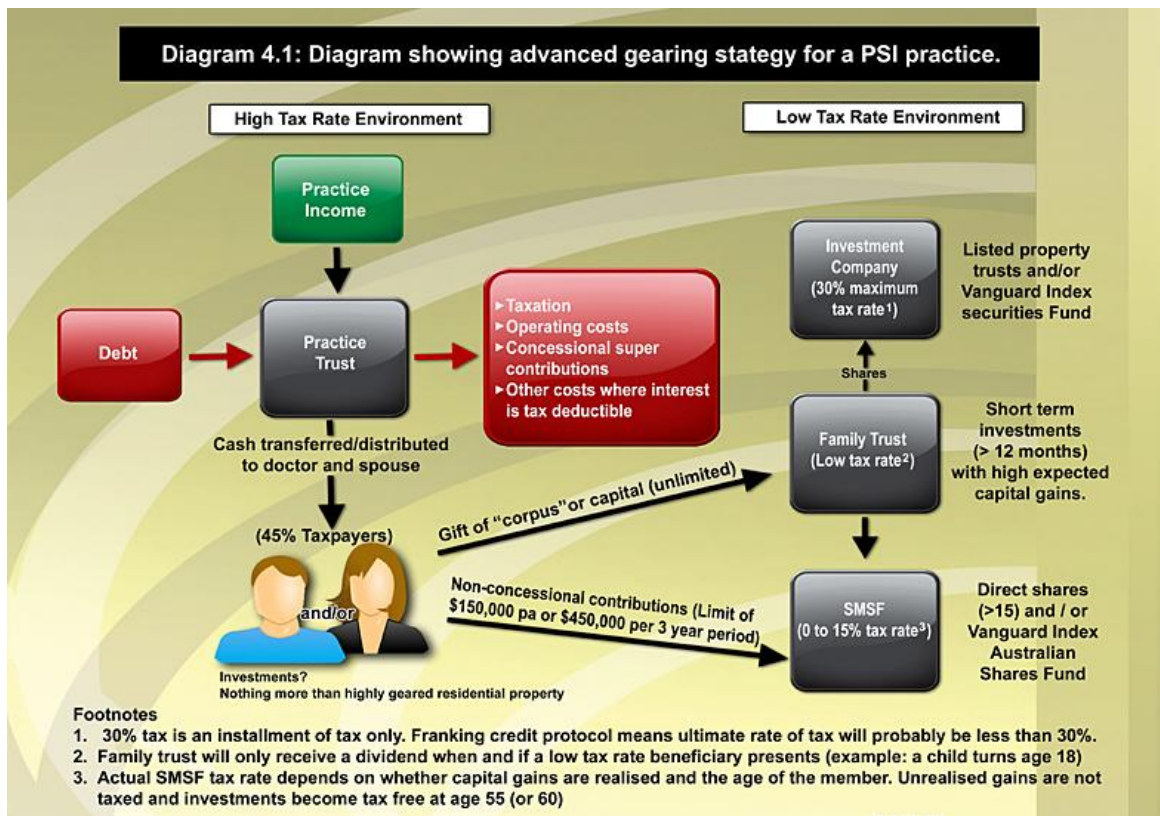 Diagram 4.1: Diagram showing advanced gearing stategy for a PSI practice.
High Tax Rate Environment
Low Tax Rate Environment
Practice
Income
Debt
Practice
Trust
▸Taxation
▸Operating costs
▸Concessional super
contributions
▸Other costs where interest
is tax deductible
Cash transferred/distributed
to doctor and spouse
(45% Taxpayers)
and/or
Investments?
Nothing more than highly geared residential property
Gift of “corpus”or capital (unlimited)
Non-concessional contributions (Limit of
$150,000 pa or $450,000 per 3 year period)
Investment
Company
(30% maximum
tax rate¹)
Listed property
trusts and/or
Vanguard Index
securities Fund
Shares
Family Trust
(Low tax rate²)
Short term
investments
(> 12 months)
with high expected
capital gains.
SMSF
(0 to 15% tax rate³)
Direct shares
(>15) and / or
Vanguard Index
Australian
Shares Fund
Footnotes
1. 30% tax is an installment of tax only. Franking credit protocol means ultimate rate of tax will probably be less than 30%.
2. Family trust will only receive a dividend when and if a low tax rate beneficiary presents (example: a child turns age 18)
3. Actual SMSF tax rate depends on whether capital gains are realised and the age of the member. Unrealised gains are not
taxed and investments become tax free at age 55 (or 60)